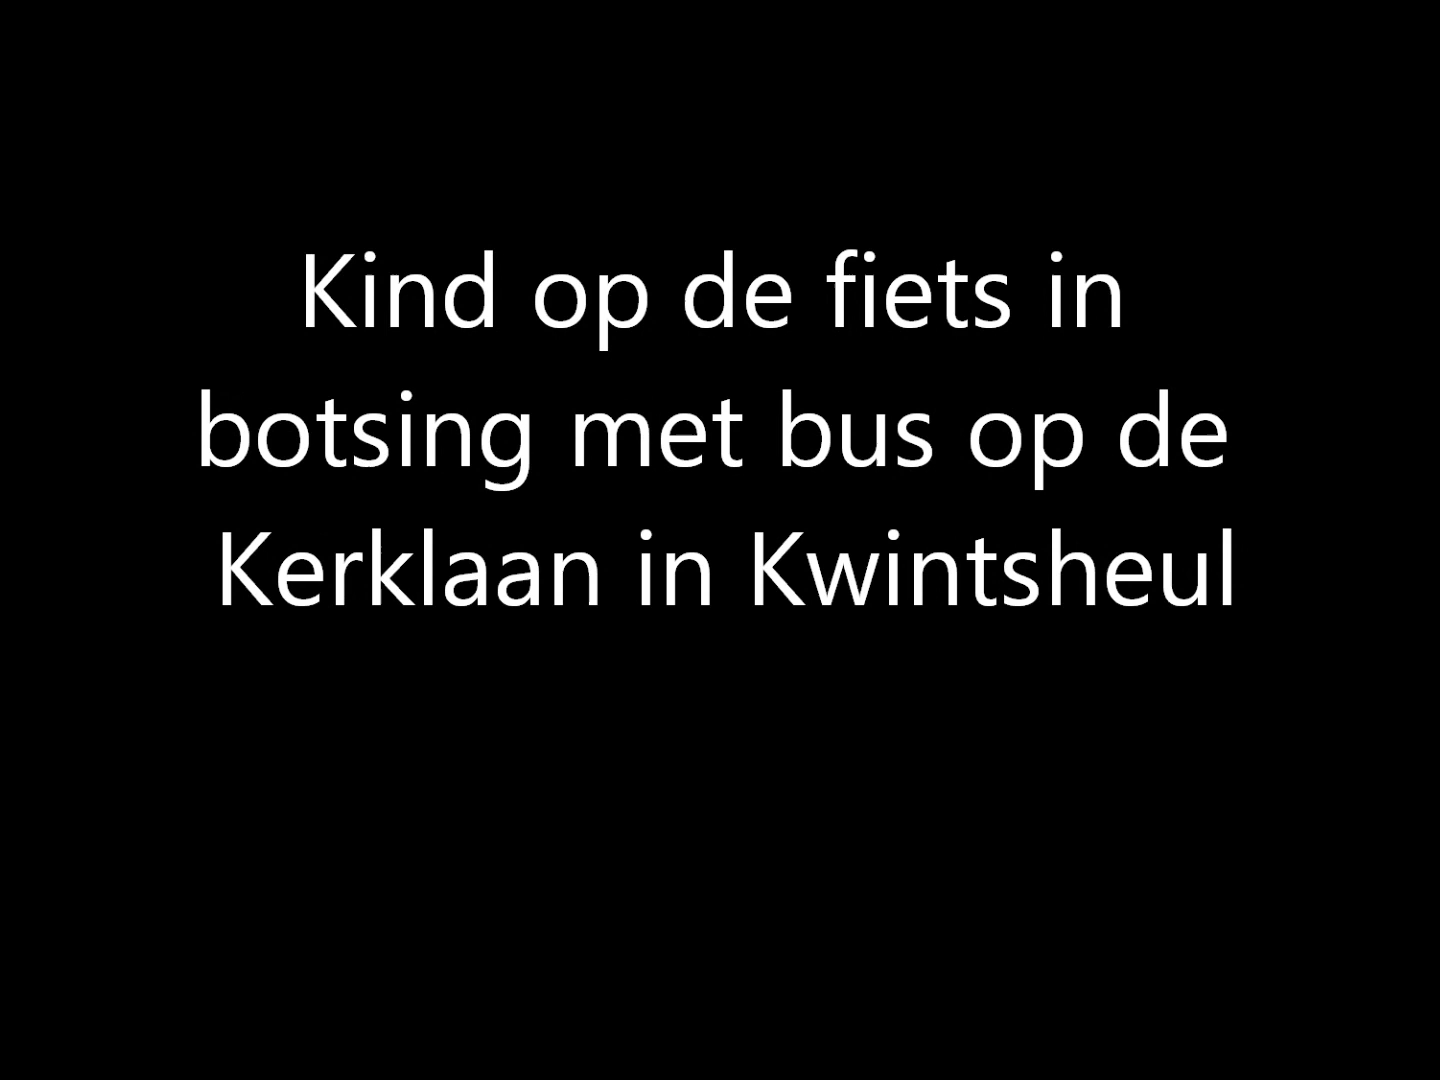 Kind op de fiets in
botsing met bus op de
Kerklaan in Kwintsheul